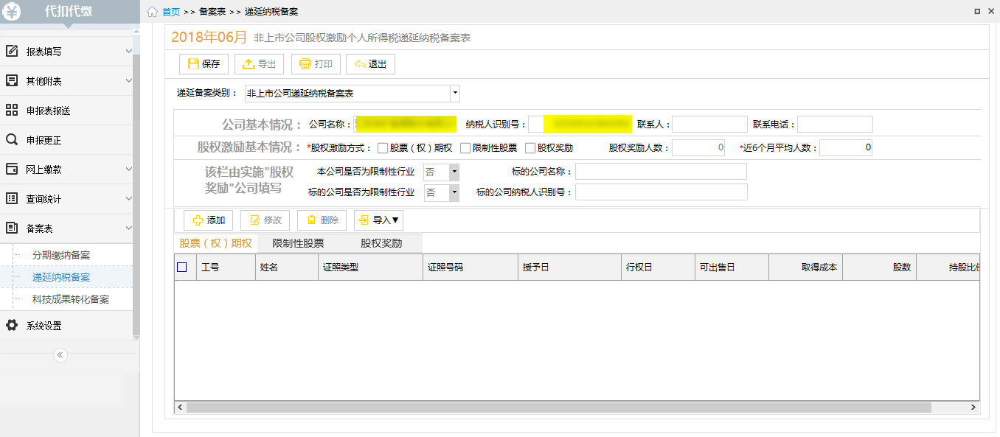 代扣代缴
首页 >> 备案表 >> 递延纳税备案
报表填写
其他附表
申报表报送
申报更正
网上缴款
查询统计
备案表
分期缴纳备案
递延纳税备案
科技成果转化备案
系统设置
2018年06月 非上市公司股权激励个人所得税递延纳税备案表
保存 导出 打印 退出
递延备案类别： 非上市公司递延纳税备案表
公司基本情况： 公司名称： 纳税人识别号： 联系人： 联系电话：
股权激励基本情况： *股权激励方式： 股票（权）期权 限制性股票 股权奖励 股权奖励人数： 0 *近6个月平均人数： 0
该栏由实施"股权
奖励"公司填写
本公司是否为限制性行业 否 标的公司名称：
标的公司是否为限制性行业 否 标的公司纳税人识别号：
添加 修改 删除 导入▼
股票（权）期权 限制性股票 股权奖励
工号 姓名 证照类型 证照号码 授予日 行权日 可出售日 取得成本 股数 持股比